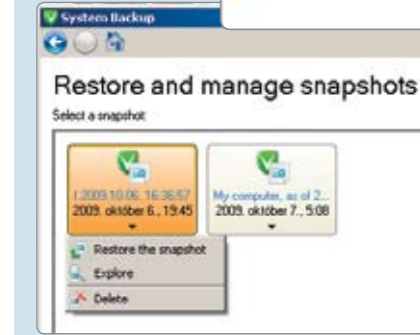 System Backup
Restore and manage snapshots
Select a snapshot:
1 2009.10.06. 16:36:57
2009. október 6., 19:45
My computer, as of 2...
2009. október 7., 5:08
Restore the snapshot
Explore
Delete